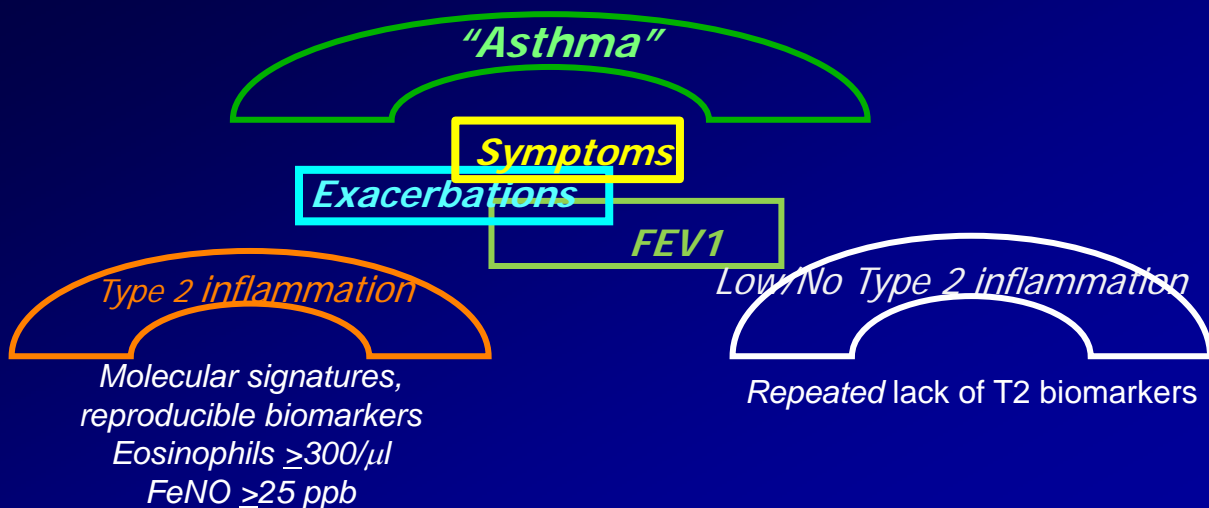 “Asthma”
Symptoms
Exacerbations
FEV1
Type 2 inflammation
Low/No Type 2 inflammation
Molecular signatures,
reproducible biomarkers
Eosinophils ≥300/μl
FeNO ≥25 ppb
Repeated lack of T2 biomarkers